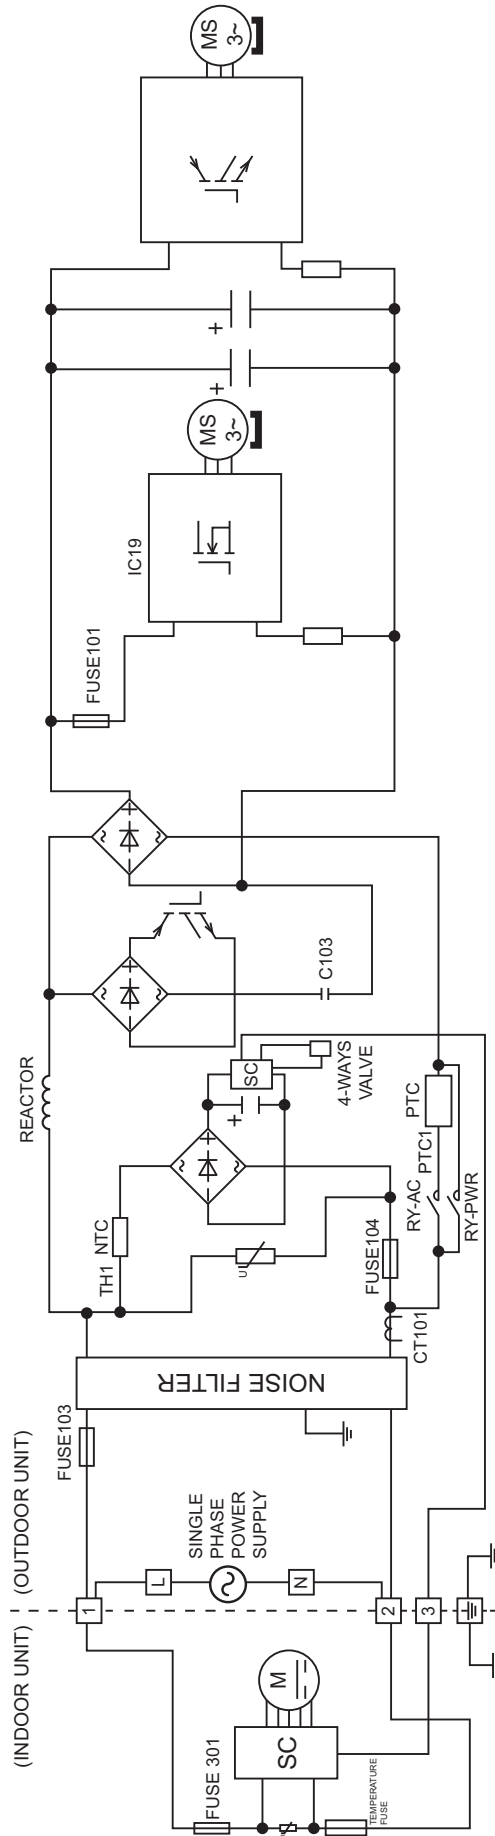 (INDOOR UNIT)
(OUTDOOR UNIT)
FUSE 301
SC
M
TEMPERATURE
FUSE
1
2
3
L
N
SINGLE
PHASE
POWER
SUPPLY
FUSE103
NOISE FILTER
CT101
FUSE104
TH1 NTC
U
REACTOR
+
SC
4-WAYS
VALVE
RY-AC
RY-PWR
PTC1
PTC
~
~
+
-
~
~
+
-
~
~
+
-
C103
FUSE101
IC19
MS
3~
+
+
MS
3~